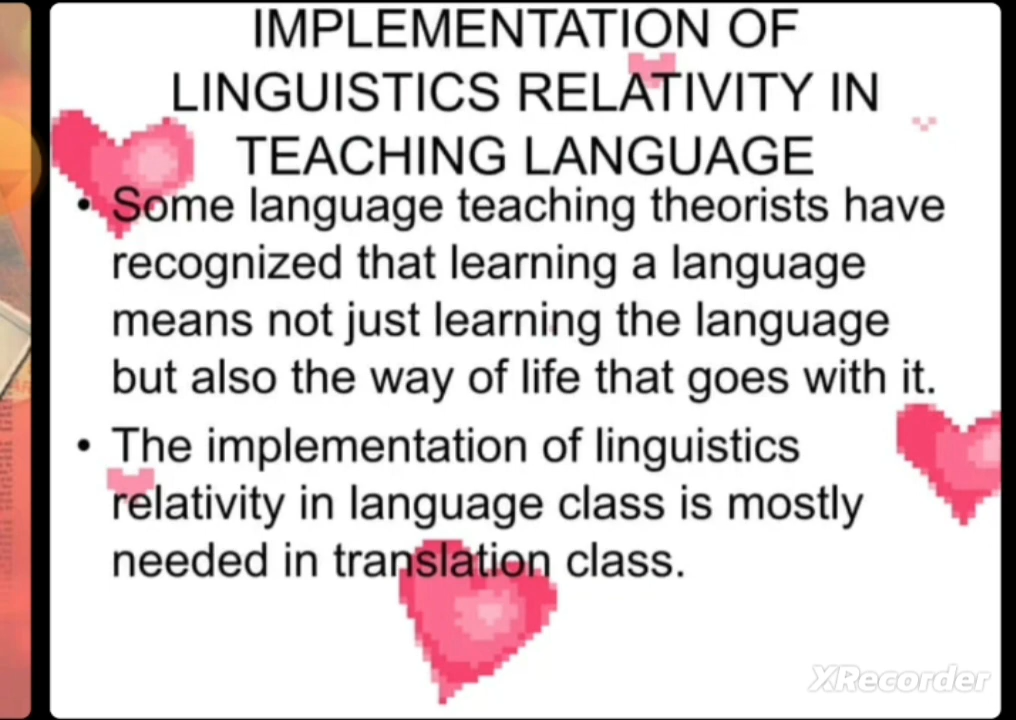 IMPLEMENTATION OF
LINGUISTICS RELATIVITY IN
TEACHING LANGUAGE
• Some language teaching theorists have
recognized that learning a language
means not just learning the language
but also the way of life that goes with it.
• The implementation of linguistics
relativity in language class is mostly
needed in translation class.
XRecorder